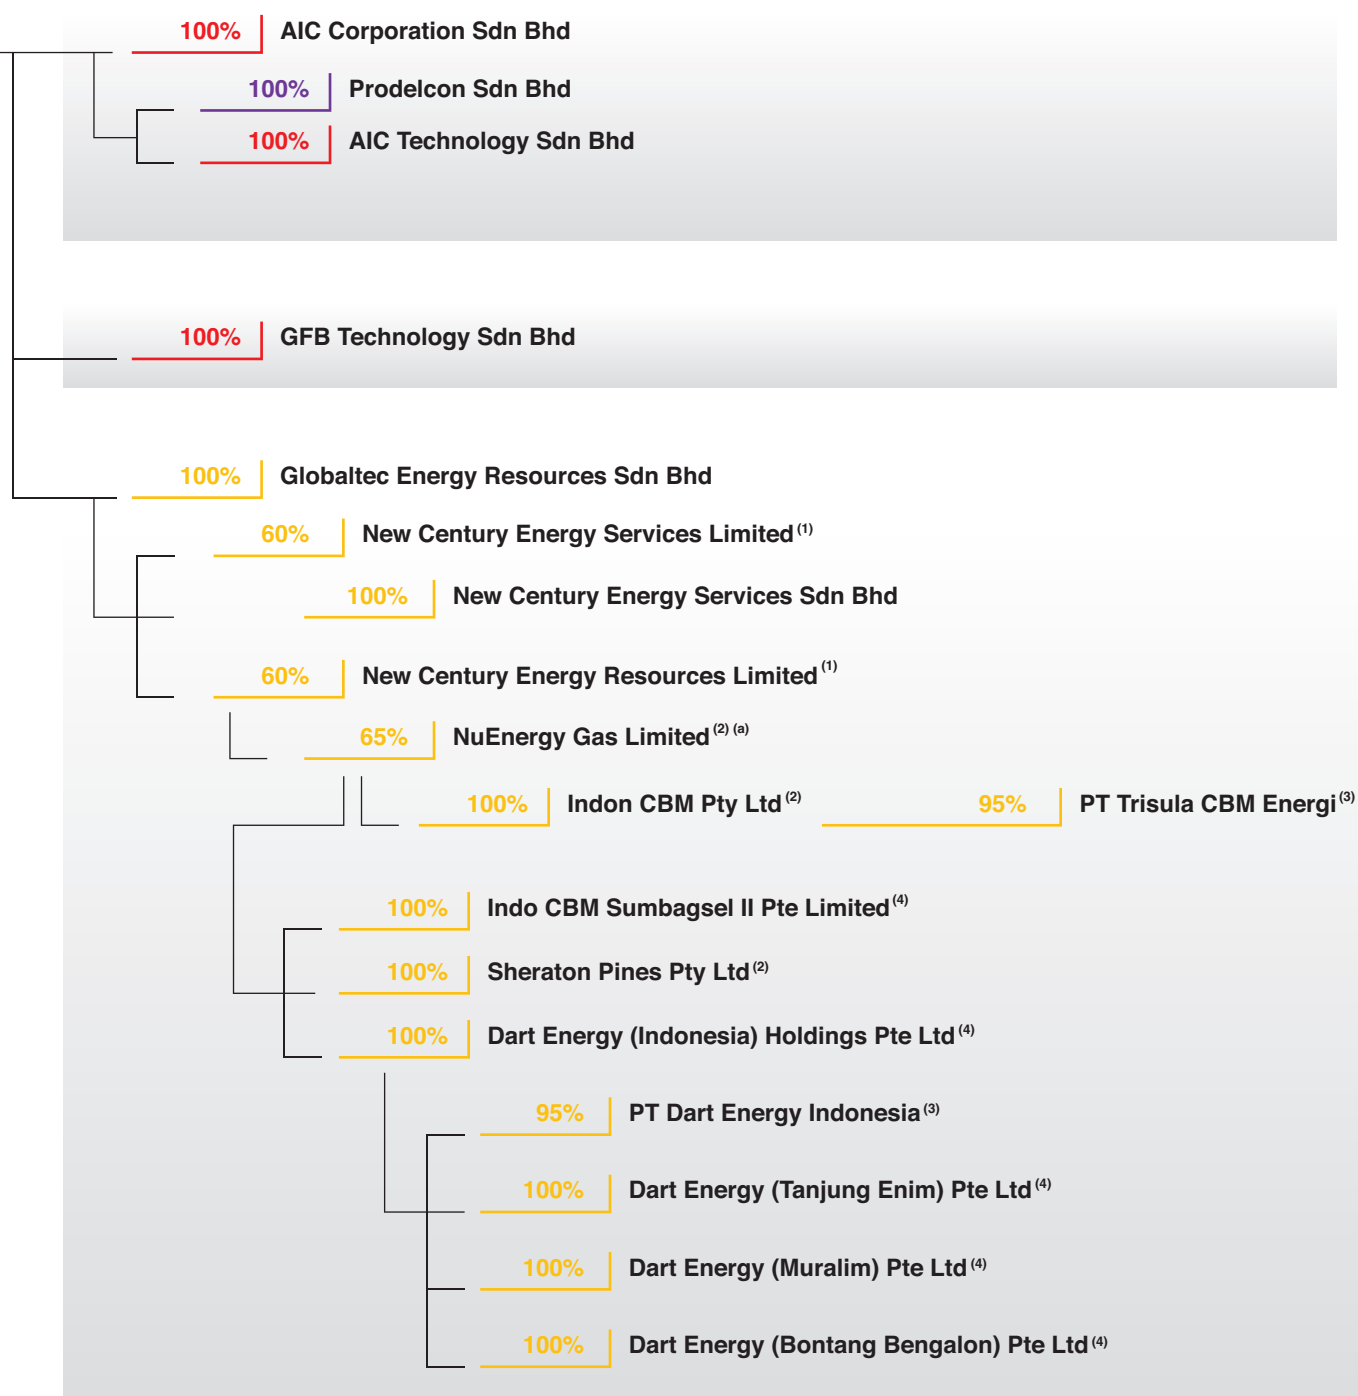 100% AIC Corporation Sdn Bhd
100% Prodelcon Sdn Bhd
100% AIC Technology Sdn Bhd
100% GFB Technology Sdn Bhd
100% Globaltec Energy Resources Sdn Bhd
60% New Century Energy Services Limited (1)
100% New Century Energy Services Sdn Bhd
60% New Century Energy Resources Limited (1)
65% NuEnergy Gas Limited (2) (a)
100% Indon CBM Pty Ltd (2) 95% PT Trisula CBM Energi (3)
100% Indo CBM Sumbagsel II Pte Limited (4)
100% Sheraton Pines Pty Ltd (2)
100% Dart Energy (Indonesia) Holdings Pte Ltd (4)
95% PT Dart Energy Indonesia (3)
100% Dart Energy (Tanjung Enim) Pte Ltd (4)
100% Dart Energy (Muralim) Pte Ltd (4)
100% Dart Energy (Bontang Bengalon) Pte Ltd (4)